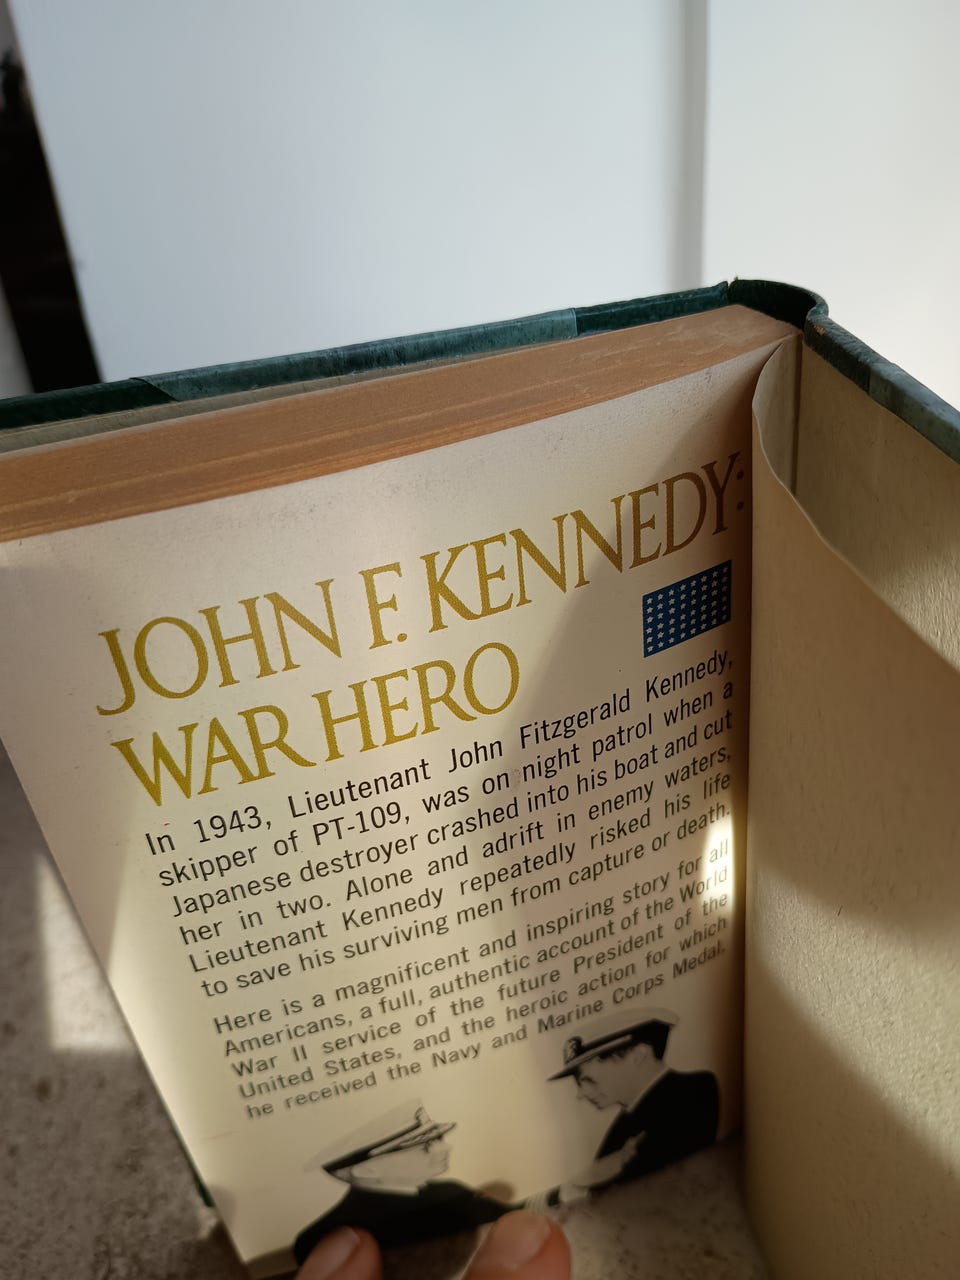 JOHN F. KENNEDY:
WAR HERO
In 1943, Lieutenant John Fitzgerald Kennedy,
skipper of PT-109, was on night patrol when a
Japanese destroyer crashed into his boat and cut
her in two. Alone and adrift in enemy waters,
Lieutenant Kennedy repeatedly risked his life
to save his surviving men from capture or death.
Here is a magnificent and inspiring story for all
Americans, a full, authentic account of the World
War II service of the future President of the
United States, and the heroic action for which
he received the Navy and Marine Corps Medal.